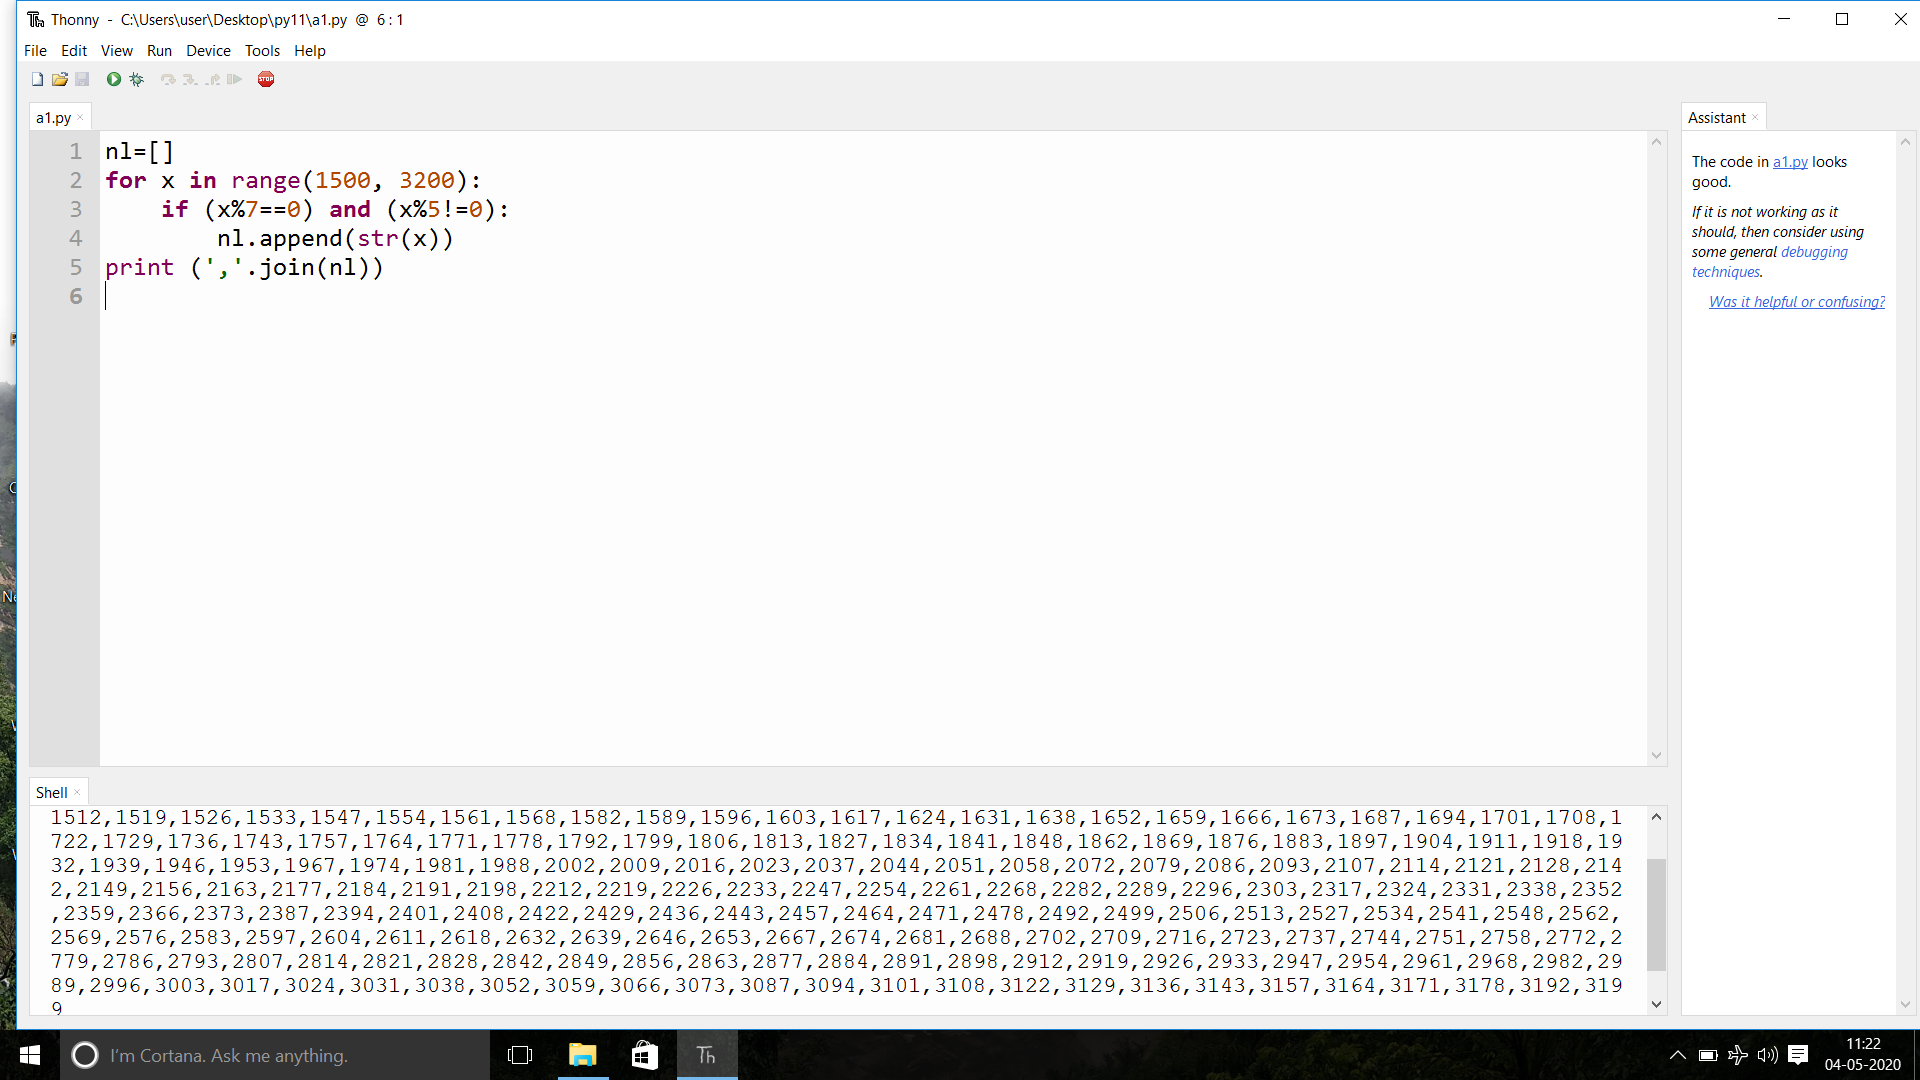 Thonny - C:\Users\user\Desktop\py11\a1.py @ 6 : 1
File Edit View Run Device Tools Help
STOP
a1.py
1 nl=[]
2 for x in range(1500, 3200):
3     if (x%7==0) and (x%5!=0):
4         nl.append(str(x))
5 print (','.join(nl))
6
Assistant
The code in a1.py looks
good.
If it is not working as it
should, then consider using
some general debugging
techniques.
Was it helpful or confusing?
Shell
1512,1519,1526,1533,1547,1554,1561,1568,1582,1589,1596,1603,1617,1624,1631,1638,1652,1659,1666,1673,1687,1694,1701,1708,1
722,1729,1736,1743,1757,1764,1771,1778,1792,1799,1806,1813,1827,1834,1841,1848,1862,1869,1876,1883,1897,1904,1911,1918,19
32,1939,1946,1953,1967,1974,1981,1988,2002,2009,2016,2023,2037,2044,2051,2058,2072,2079,2086,2093,2107,2114,2121,2128,214
2,2149,2156,2163,2177,2184,2191,2198,2212,2219,2226,2233,2247,2254,2261,2268,2282,2289,2296,2303,2317,2324,2331,2338,2352
,2359,2366,2373,2387,2394,2401,2408,2422,2429,2436,2443,2457,2464,2471,2478,2492,2499,2506,2513,2527,2534,2541,2548,2562,
2569,2576,2583,2597,2604,2611,2618,2632,2639,2646,2653,2667,2674,2681,2688,2702,2709,2716,2723,2737,2744,2751,2758,2772,2
779,2786,2793,2807,2814,2821,2828,2842,2849,2856,2863,2877,2884,2891,2898,2912,2919,2926,2933,2947,2954,2961,2968,2982,29
89,2996,3003,3017,3024,3031,3038,3052,3059,3066,3073,3087,3094,3101,3108,3122,3129,3136,3143,3157,3164,3171,3178,3192,319
9
I'm Cortana. Ask me anything.
Th
11:22
04-05-2020